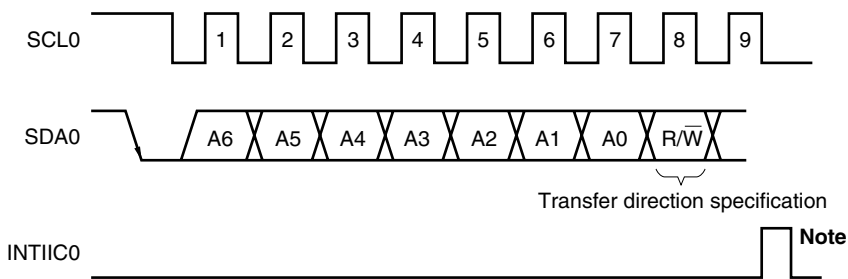 SCL0 1 2 3 4 5 6 7 8 9
SDA0 A6 A5 A4 A3 A2 A1 A0 R/W̅
Transfer direction specification
Note
INTIIC0